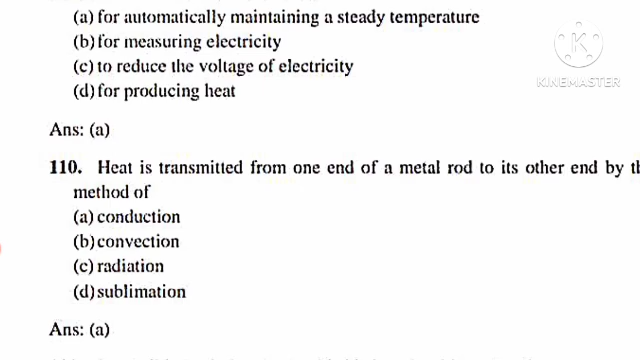 (a) for automatically maintaining a steady temperature
(b) for measuring electricity
(c) to reduce the voltage of electricity
(d) for producing heat
K
KINEMASTER
Ans: (a)
110. Heat is transmitted from one end of a metal rod to its other end by
method of
(a) conduction
(b) convection
(c) radiation
(d) sublimation
Ans: (a)